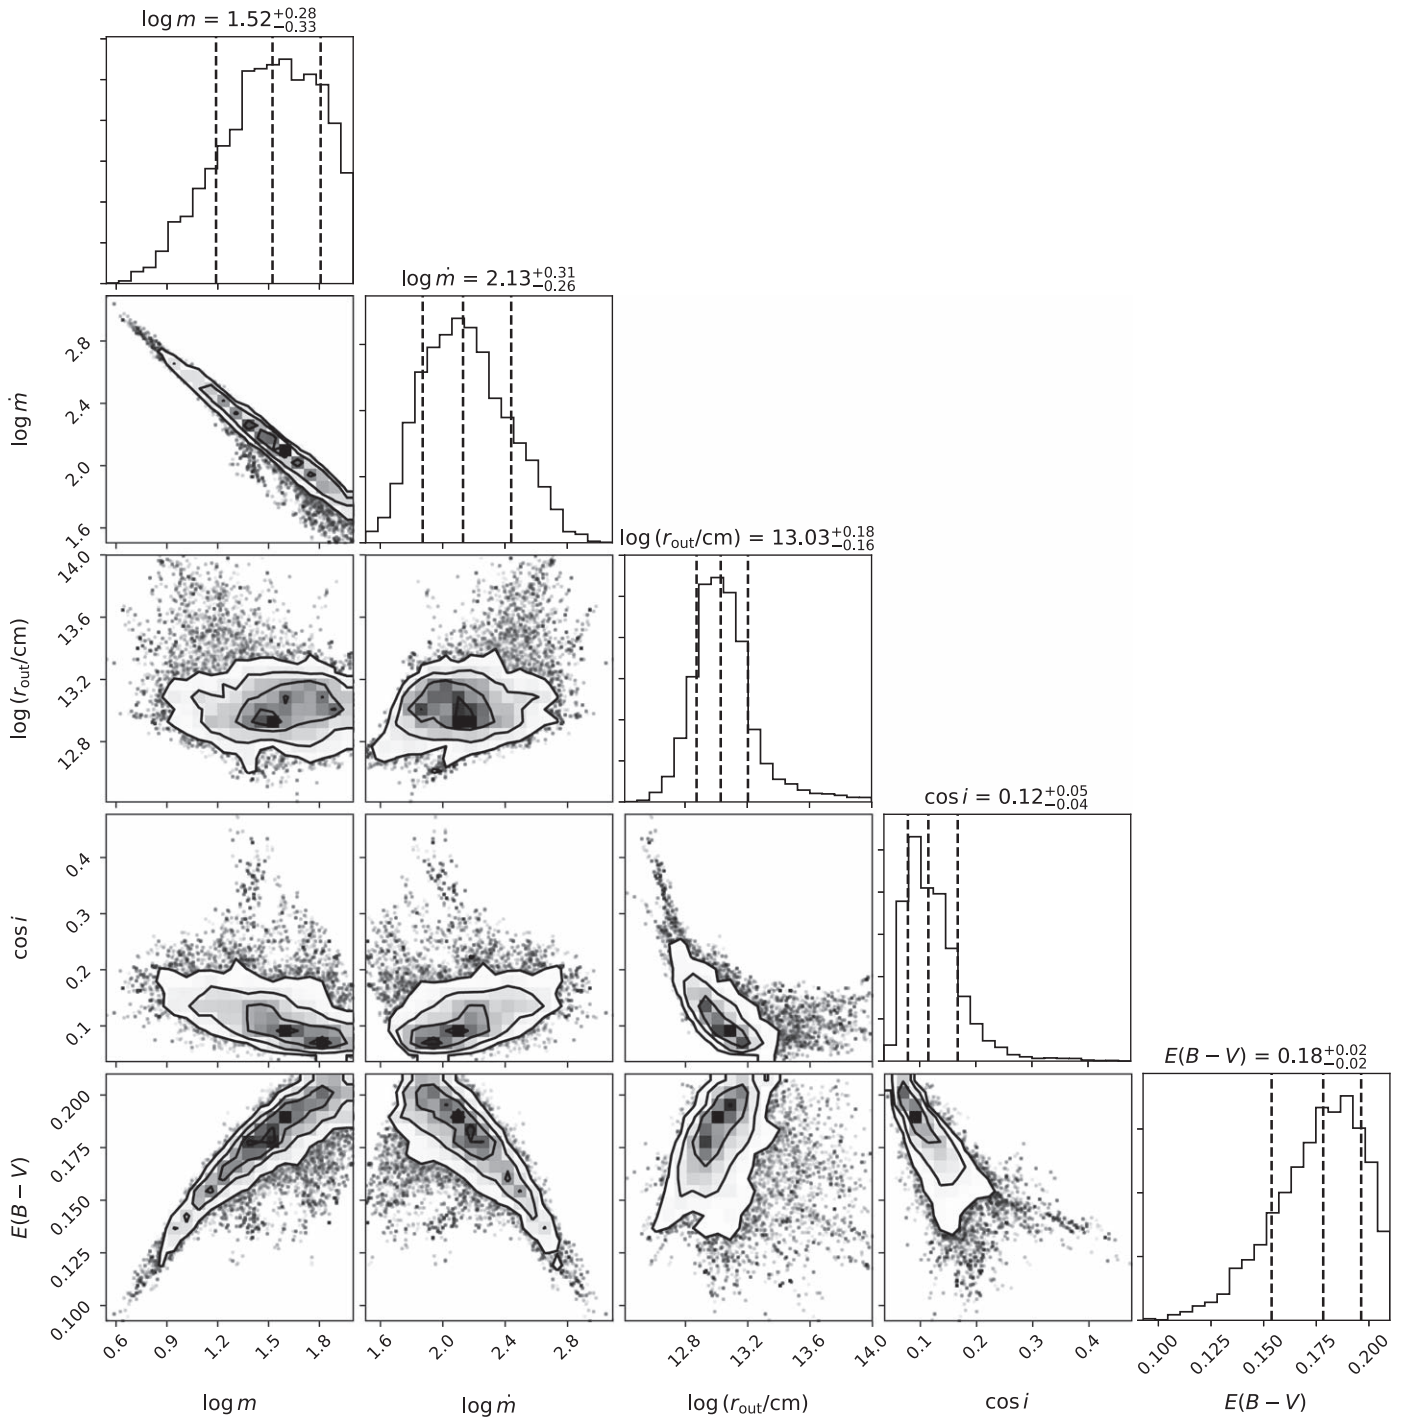 log m = 1.52^{+0.28}_{-0.33}
log ṁ = 2.13^{+0.31}_{-0.26}
2.8
2.4
2.0
1.6
log ṁ
log (r_out/cm) = 13.03^{+0.18}_{-0.16}
14.0
13.6
13.2
12.8
log (r_out/cm)
cos i = 0.12^{+0.05}_{-0.04}
0.4
0.3
0.2
0.1
cos i
E(B − V) = 0.18^{+0.02}_{-0.02}
0.200
0.175
0.150
0.125
0.100
E(B − V)
0.6 0.9 1.2 1.5 1.8 1.6 2.0 2.4 2.8 12.8 13.2 13.6 14.0 0.1 0.2 0.3 0.4 0.100 0.125 0.150 0.175 0.200
log m log ṁ log (r_out/cm) cos i E(B − V)